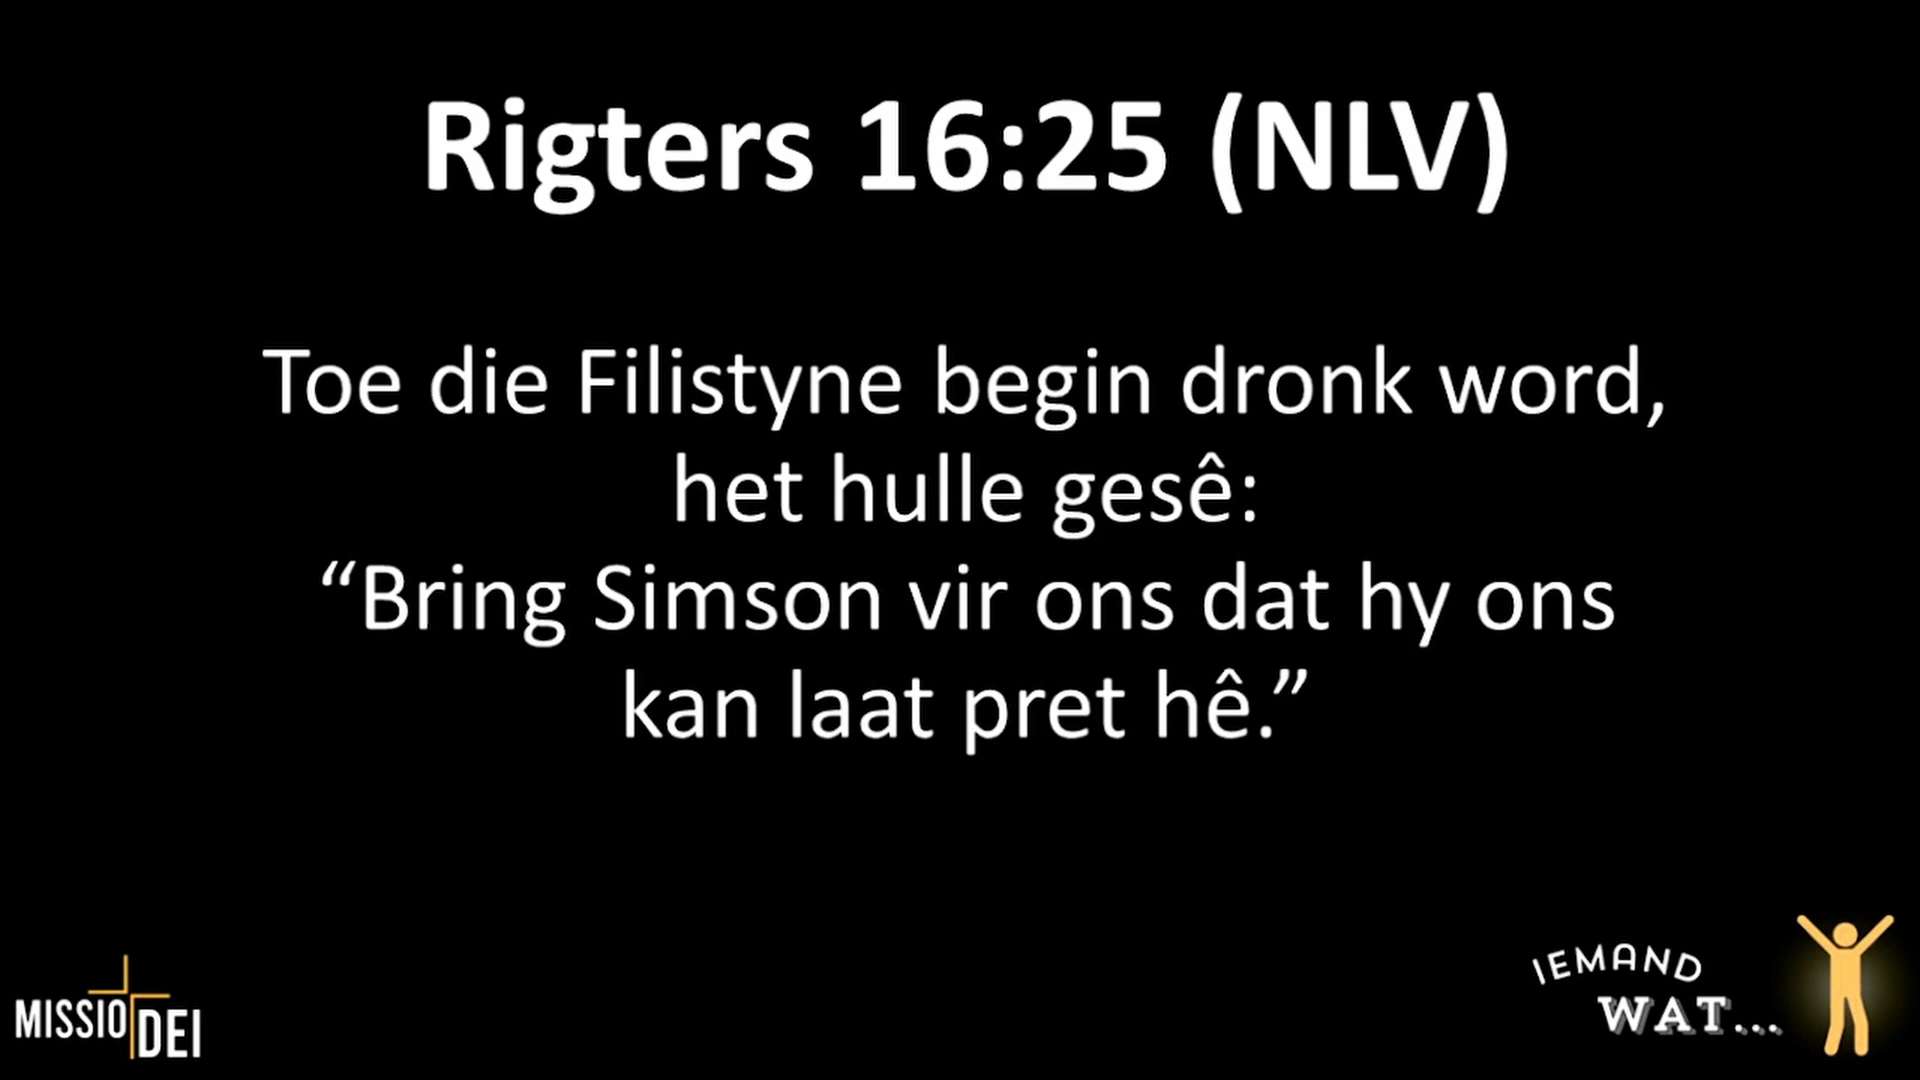 Rigters 16:25 (NLV)
Toe die Filistyne begin dronk word,
het hulle gesê:
“Bring Simson vir ons dat hy ons
kan laat pret hê.”
MISSIO DEI
IEMAND
WAT...